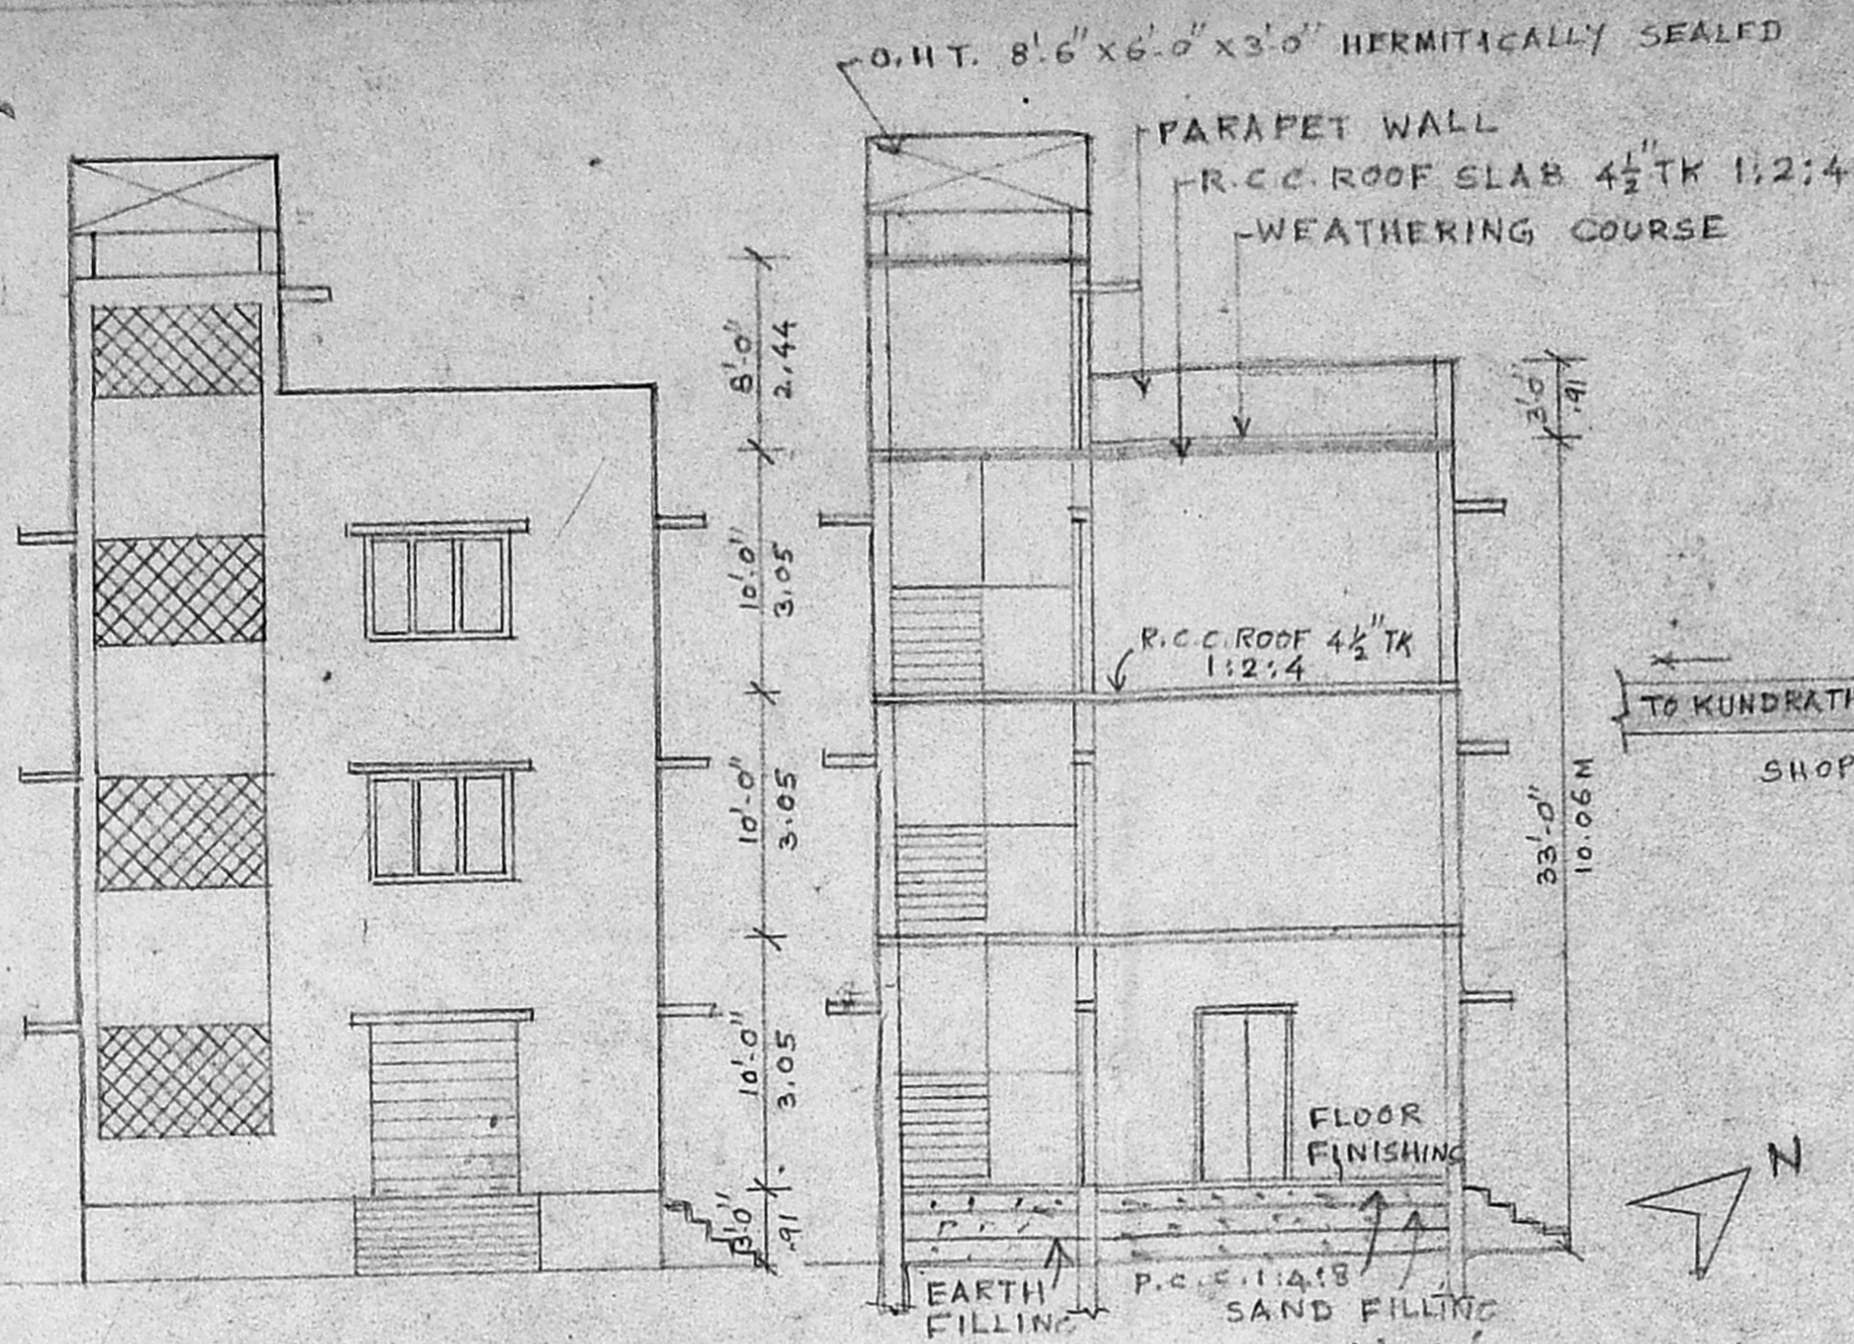 O.H T. 8'.6" X 6'-0" X 3'-0" HERMITICALLY SEALED
PARAPET WALL
R.C.C. ROOF SLAB 4½" TK 1:2:4
WEATHERING COURSE
8'-0"
2.44
3'-0"
.91
10'-0"
3.05
R.C.C. ROOF 4½" TK
1:2:4
TO KUNDRATH
SHOP
10'-0"
3.05
33'-0"
10.06 M
10'-0"
3.05
FLOOR
FINISHING
N
3'-0"
.91
EARTH
FILLING
P.C.C. 1:4:8
SAND FILLING